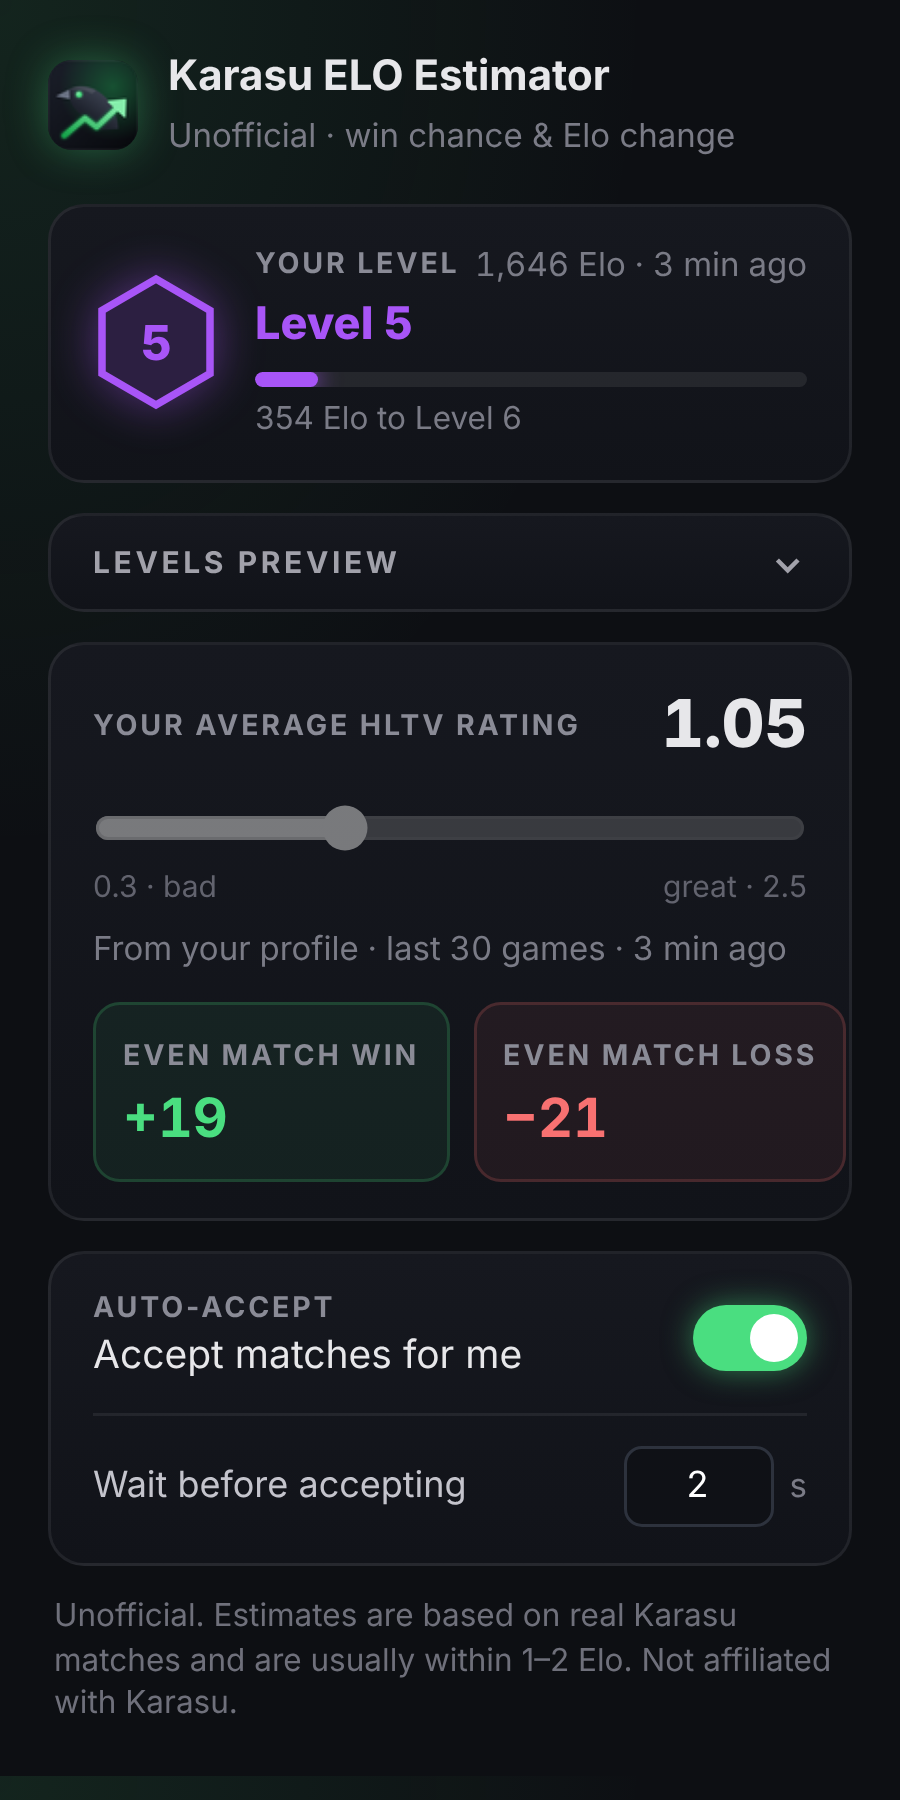 Karasu ELO Estimator
Unofficial · win chance & Elo change
YOUR LEVEL 1,646 Elo · 3 min ago
5
Level 5
354 Elo to Level 6
LEVELS PREVIEW
YOUR AVERAGE HLTV RATING 1.05
0.3 · bad great · 2.5
From your profile · last 30 games · 3 min ago
EVEN MATCH WIN EVEN MATCH LOSS
+19 −21
AUTO-ACCEPT
Accept matches for me
Wait before accepting 2 s
Unofficial. Estimates are based on real Karasu
matches and are usually within 1–2 Elo. Not affiliated
with Karasu.